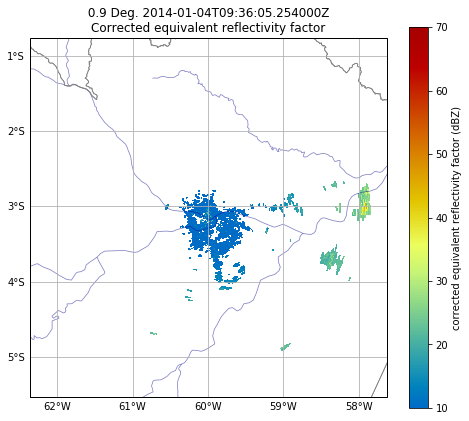 0.9 Deg. 2014-01-04T09:36:05.254000Z
Corrected equivalent reflectivity factor
1°S
2°S
3°S
4°S
5°S
62°W 61°W 60°W 59°W 58°W
70
60
50
40
30
20
10
corrected equivalent reflectivity factor (dBZ)